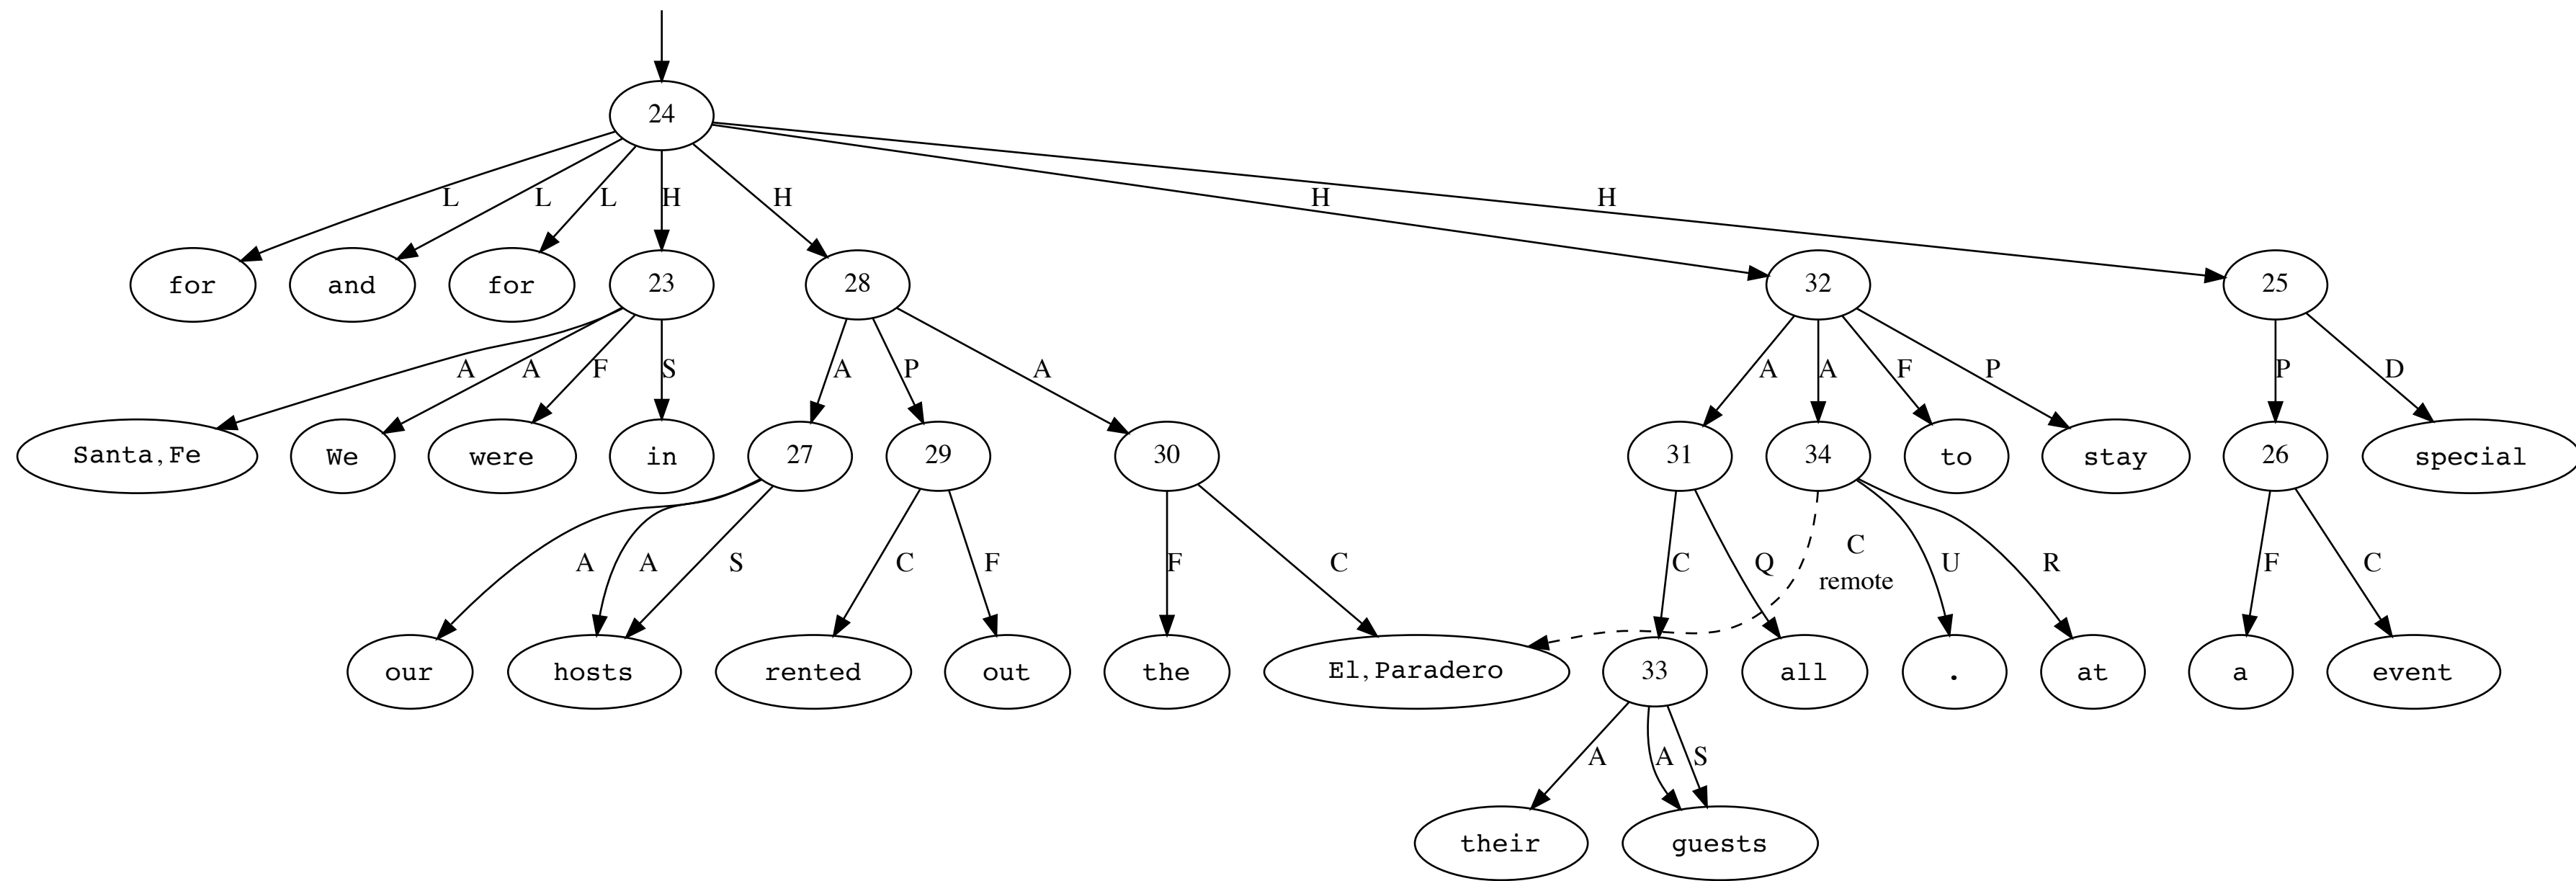 24
L L L H H H H
for and for 23 28 32 25
A A F S A P A A A F P P D
Santa,Fe We were in 27 29 30 31 34 to stay 26 special
A A S C F F C C Q C U R F C
remote
our hosts rented out the El,Paradero 33 all . at a event
A A S
their guests